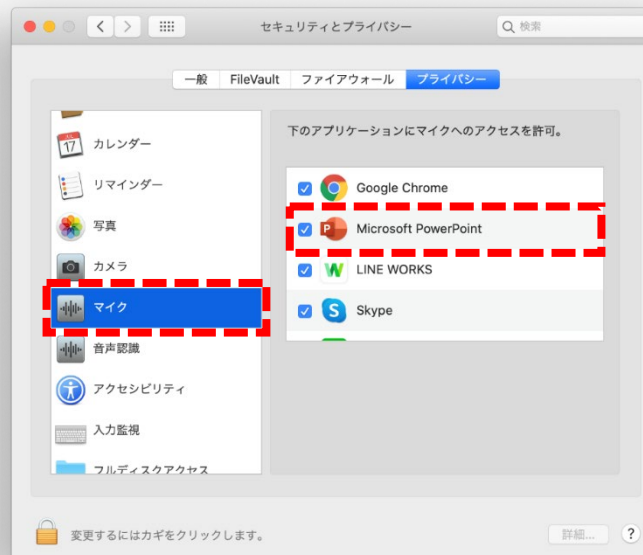 セキュリティとプライバシー
検索
一般 FileVault ファイアウォール プライバシー
カレンダー
リマインダー
写真
カメラ
マイク
音声認識
アクセシビリティ
入力監視
フルディスクアクセス
下のアプリケーションにマイクへのアクセスを許可。
Google Chrome
Microsoft PowerPoint
LINE WORKS
Skype
変更するにはカギをクリックします。
詳細... ?